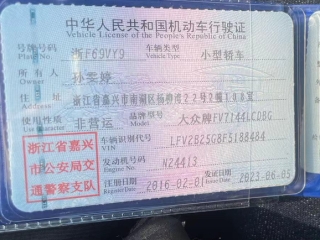 中华人民共和国机动车行驶证
Vehicle License of the People's Republic of China
号牌号码 浙F69VY9 车辆类型 小型轿车
Plate No. Vehicle Type
所有人 孙雯婷
Owner
住址 浙江省嘉兴市南湖区杨柳湾22号2幢108室
Address
使用性质 非营运 品牌型号 大众牌FV7144LCDBG
Use Character Model
车辆识别代号 LFV2B25G8F5188484
VIN
发动机号码 N24413
Engine No.
注册日期 2016-02-01 发证日期 2023-06-05
Register Date Issue Date
浙江省嘉兴
市公安局交
通警察支队